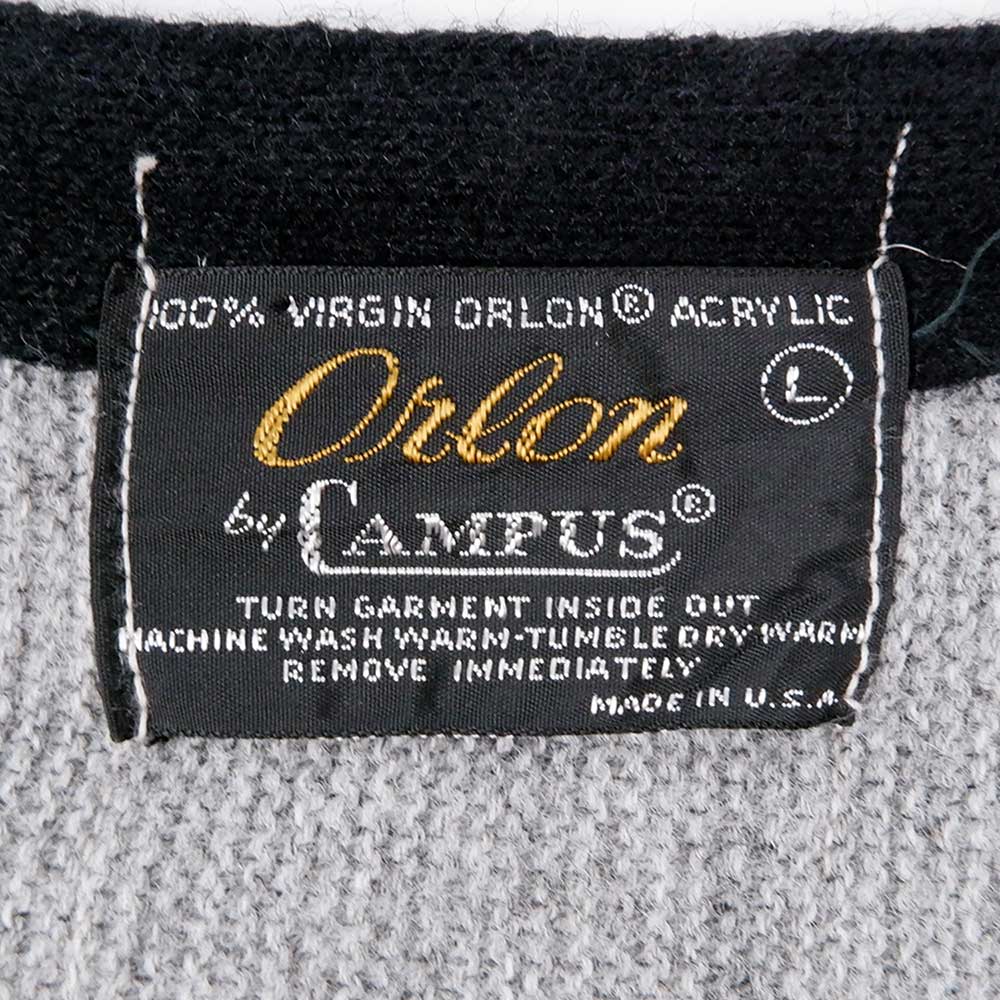 100% VIRGIN ORLON® ACRYLIC
L
Orlon
by CAMPUS®
TURN GARMENT INSIDE OUT
MACHINE WASH WARM-TUMBLE DRY WARM
REMOVE IMMEDIATELY
MADE IN U.S.A.